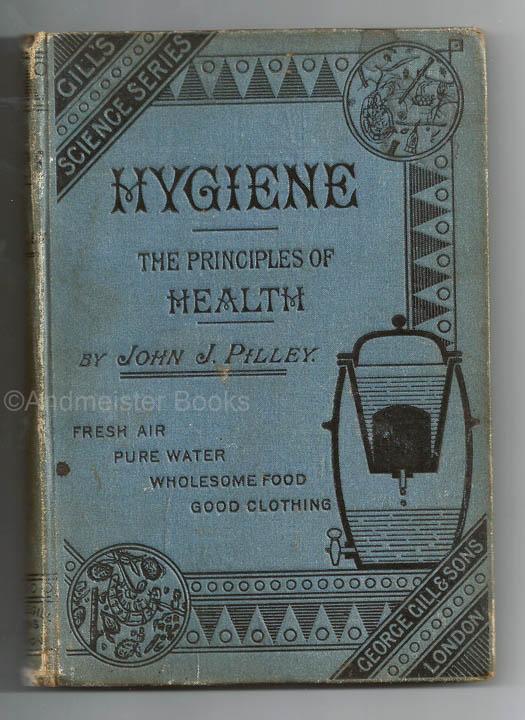 GILL'S
SCIENCE SERIES
HYGIENE
THE PRINCIPLES OF
HEALTH
BY JOHN J. PILLEY.
©Andmeister Books
FRESH AIR
PURE WATER
WHOLESOME FOOD
GOOD CLOTHING
GEORGE GILL & SONS
LONDON